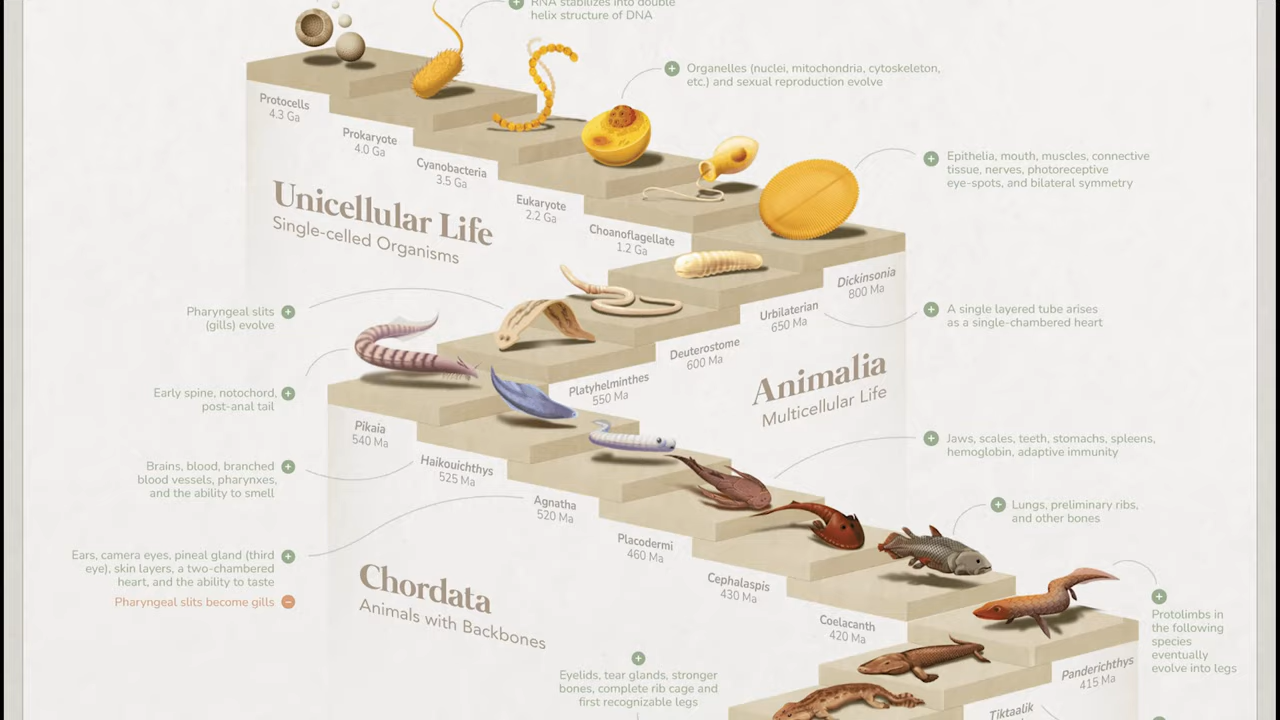 RNA stabilizes into double
helix structure of DNA
Organelles (nuclei, mitochondria, cytoskeleton,
etc.) and sexual reproduction evolve
Protocells
4.3 Ga
Prokaryote
4.0 Ga
Cyanobacteria
3.5 Ga
Eukaryote
2.2 Ga
Choanoflagellate
1.2 Ga
Epithelia, mouth, muscles, connective
tissue, nerves, photoreceptive
eye-spots, and bilateral symmetry
Unicellular Life
Single-celled Organisms
Dickinsonia
800 Ma
Urbilaterian
650 Ma
A single layered tube arises
as a single-chambered heart
Pharyngeal slits
(gills) evolve
Deuterostome
600 Ma
Platyhelminthes
550 Ma
Animalia
Multicellular Life
Early spine, notochord,
post-anal tail
Pikaia
540 Ma
Haikouichthys
525 Ma
Agnatha
520 Ma
Placodermi
460 Ma
Cephalaspis
430 Ma
Coelacanth
420 Ma
Jaws, scales, teeth, stomachs, spleens,
hemoglobin, adaptive immunity
Brains, blood, branched
blood vessels, pharynxes,
and the ability to smell
Lungs, preliminary ribs,
and other bones
Ears, camera eyes, pineal gland (third
eye), skin layers, a two-chambered
heart, and the ability to taste
Pharyngeal slits become gills
Chordata
Animals with Backbones
Protolimbs in
the following
species
eventually
evolve into legs
Panderichthys
415 Ma
Eyelids, tear glands, stronger
bones, complete rib cage and
first recognizable legs
Tiktaalik